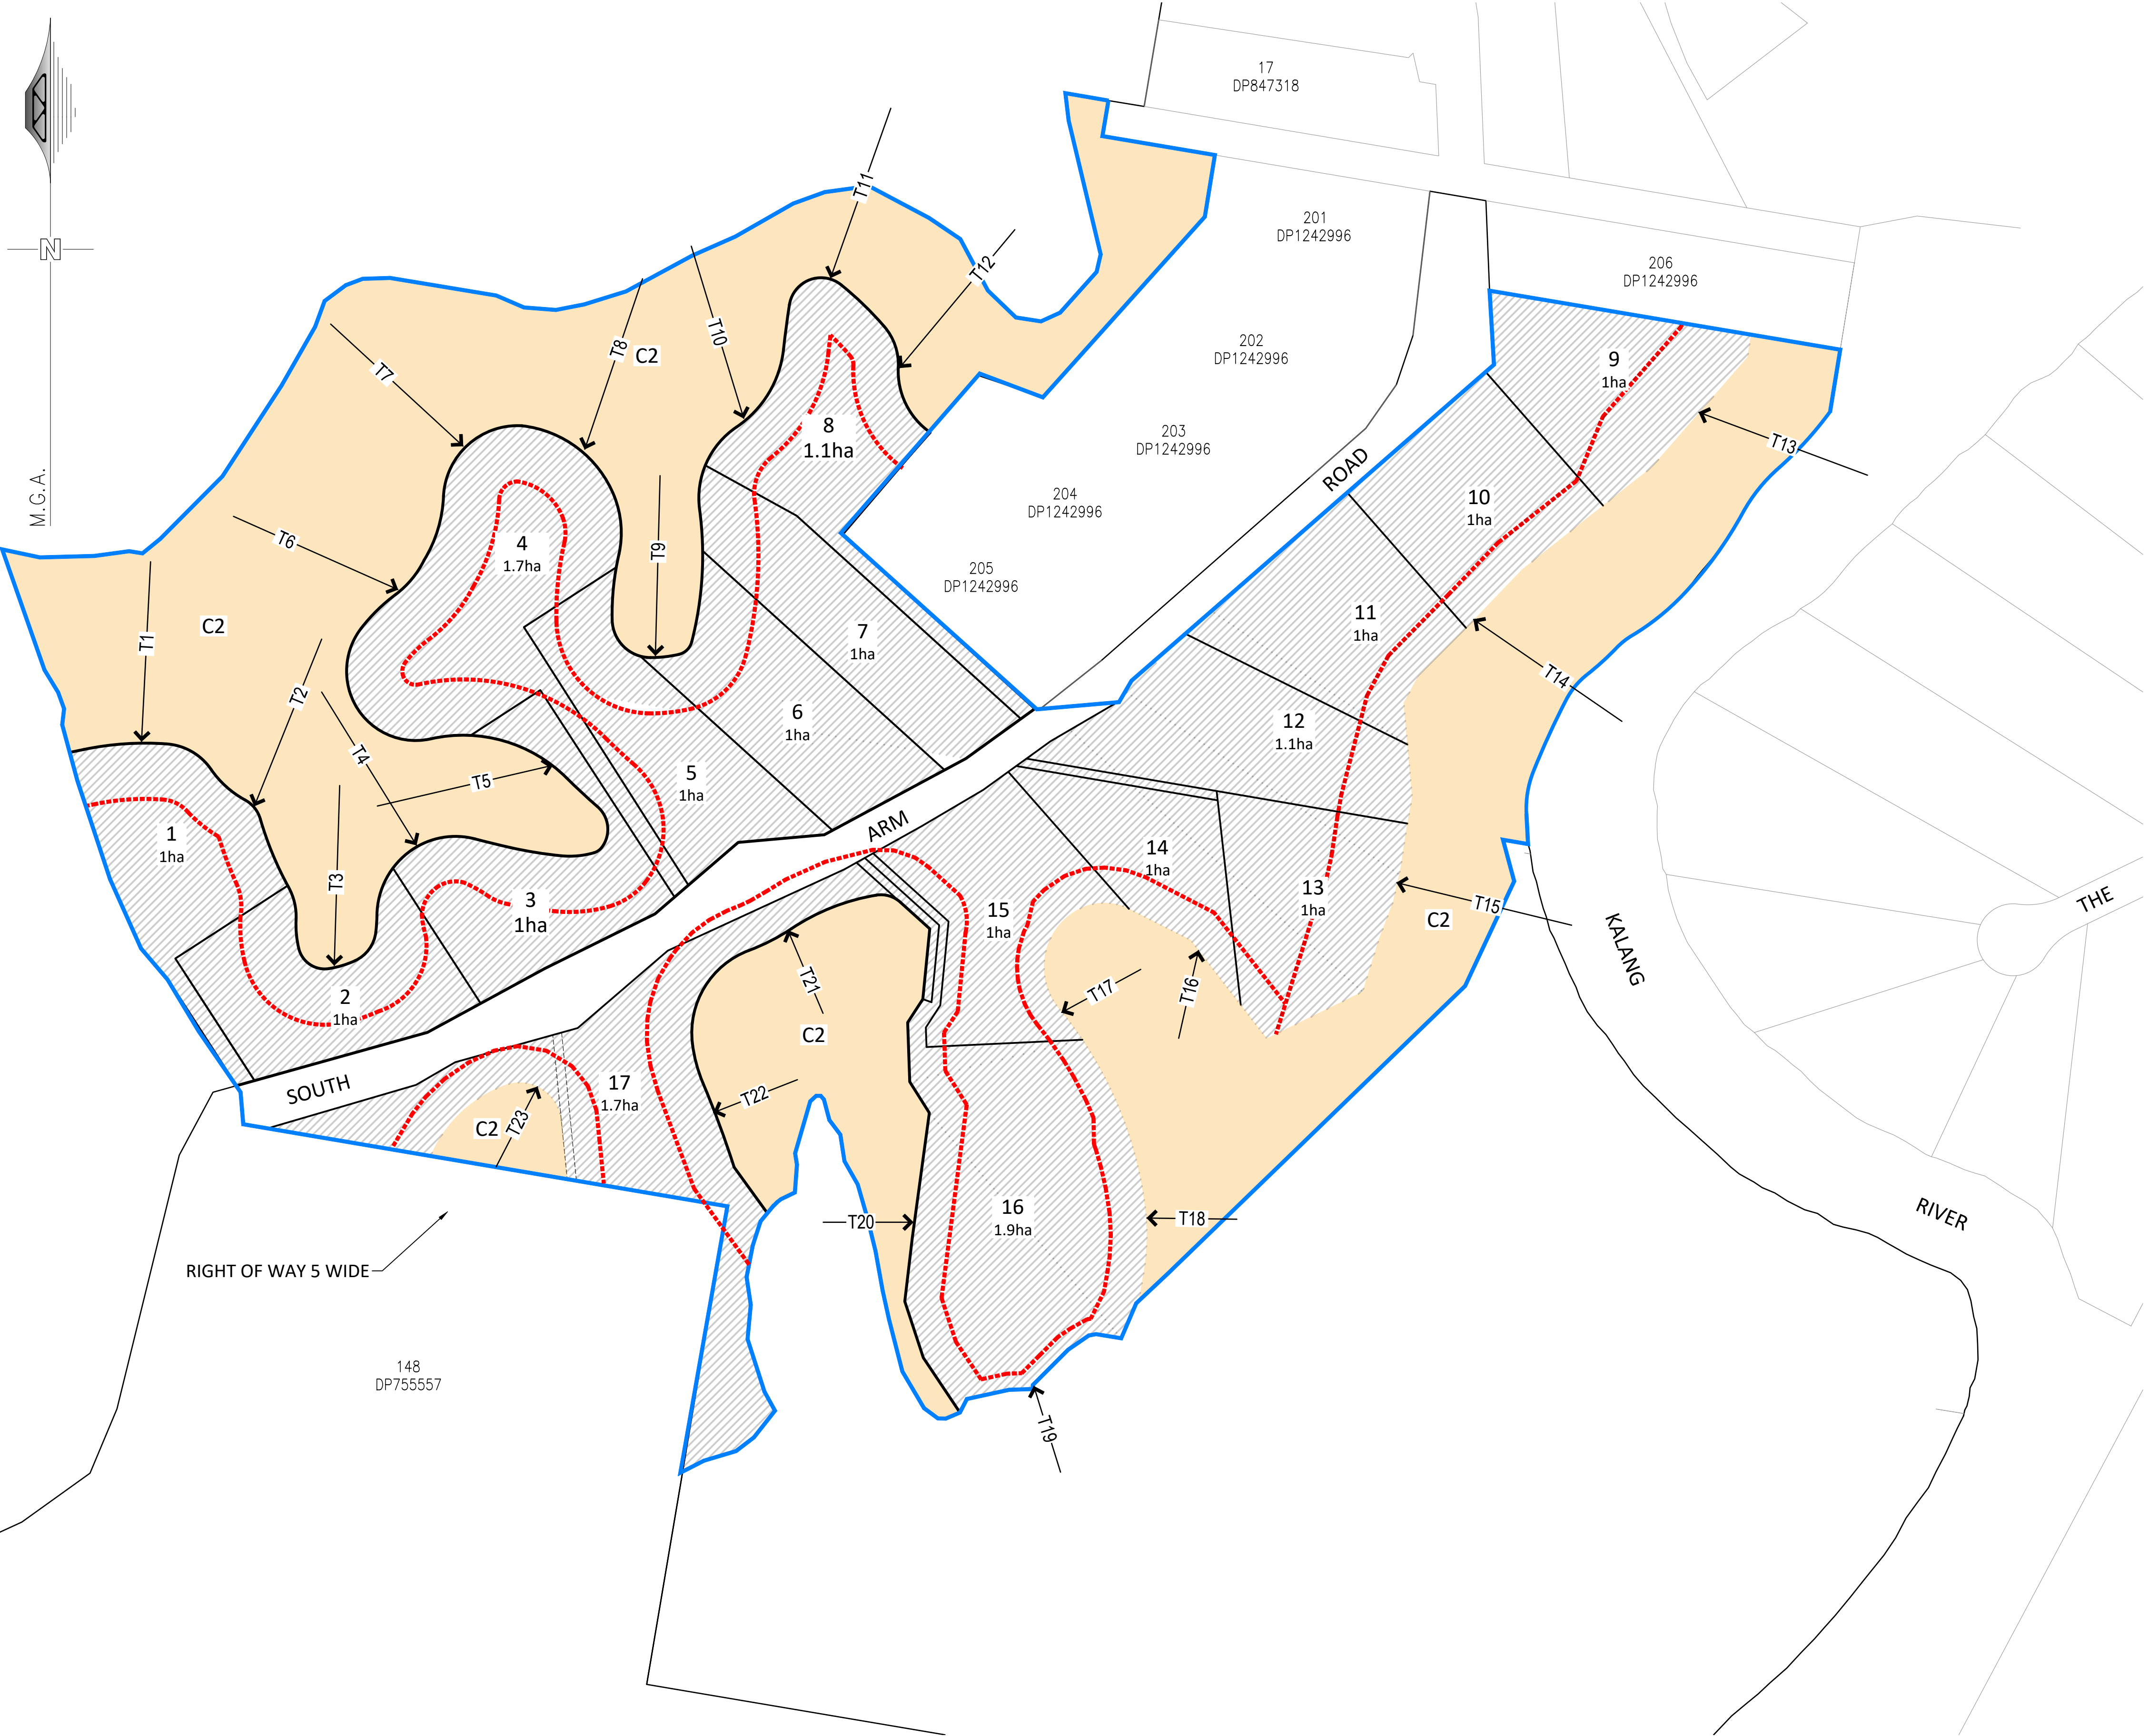 17
DP847318
201
DP1242996
206
DP1242996
202
DP1242996
203
DP1242996
204
DP1242996
205
DP1242996
N
M.G.A.
T11
T12
T10
T8
C2
T7
T6
T9
T1
C2
T2
T4
T5
T3
T13
T14
T15
C2
9
1ha
10
1ha
11
1ha
12
1.1ha
8
1.1ha
4
1.7ha
7
1ha
6
1ha
5
1ha
1
1ha
3
1ha
2
1ha
14
1ha
13
1ha
15
1ha
SOUTH
ARM
ROAD
KALANG
RIVER
THE
T21
T17
T16
C2
T22
17
1.7ha
C2
T23
T20
16
1.9ha
T18
T19
RIGHT OF WAY 5 WIDE
148
DP755557